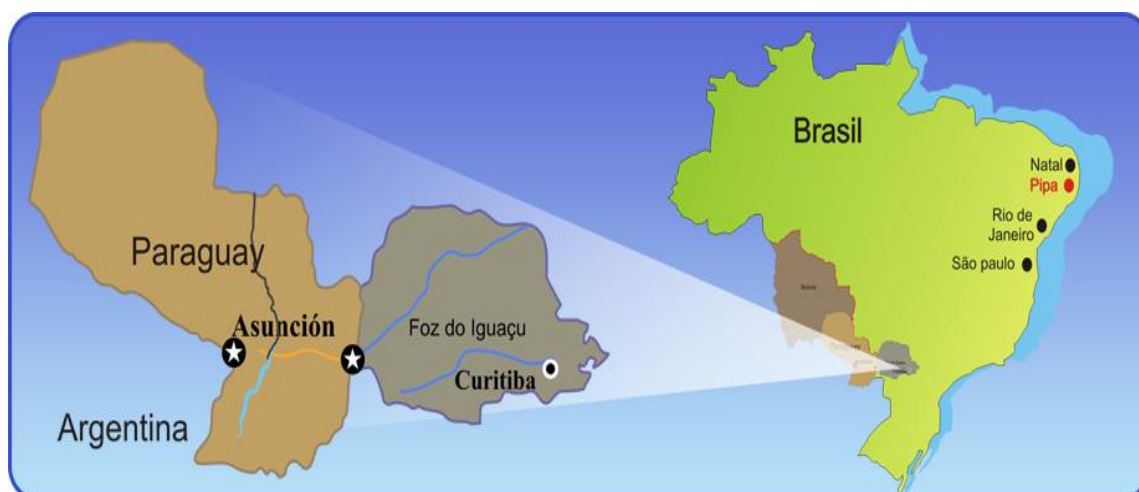 Paraguay
Asunción
Argentina
Foz do Iguaçu
Curitiba
Brasil
Natal
Pipa
Rio de
Janeiro
São paulo